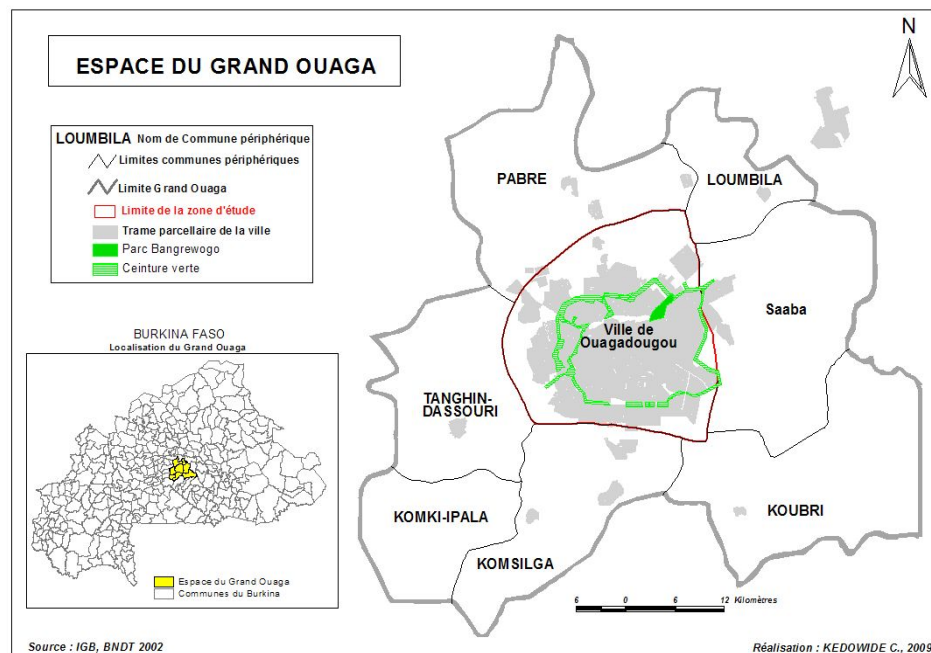 ESPACE DU GRAND OUAGA
N
LOUMBILA Nom de Commune périphérique
Limites communes périphériques
Limite Grand Ouaga
Limite de la zone d'étude
Trame parcellaire de la ville
Parc Bangrewogo
Ceinture verte
PABRE
LOUMBILA
Saaba
Ville de
Ouagadougou
TANGHIN-
DASSOURI
KOMKI-IPALA
KOMSILGA
KOUBRI
BURKINA FASO
Localisation du Grand Ouaga
Espace du Grand Ouaga
Communes du Burkina
6 0 6 12 Kilomètres
Source : IGB, BNDT 2002
Réalisation : KEDOWIDE C., 2009